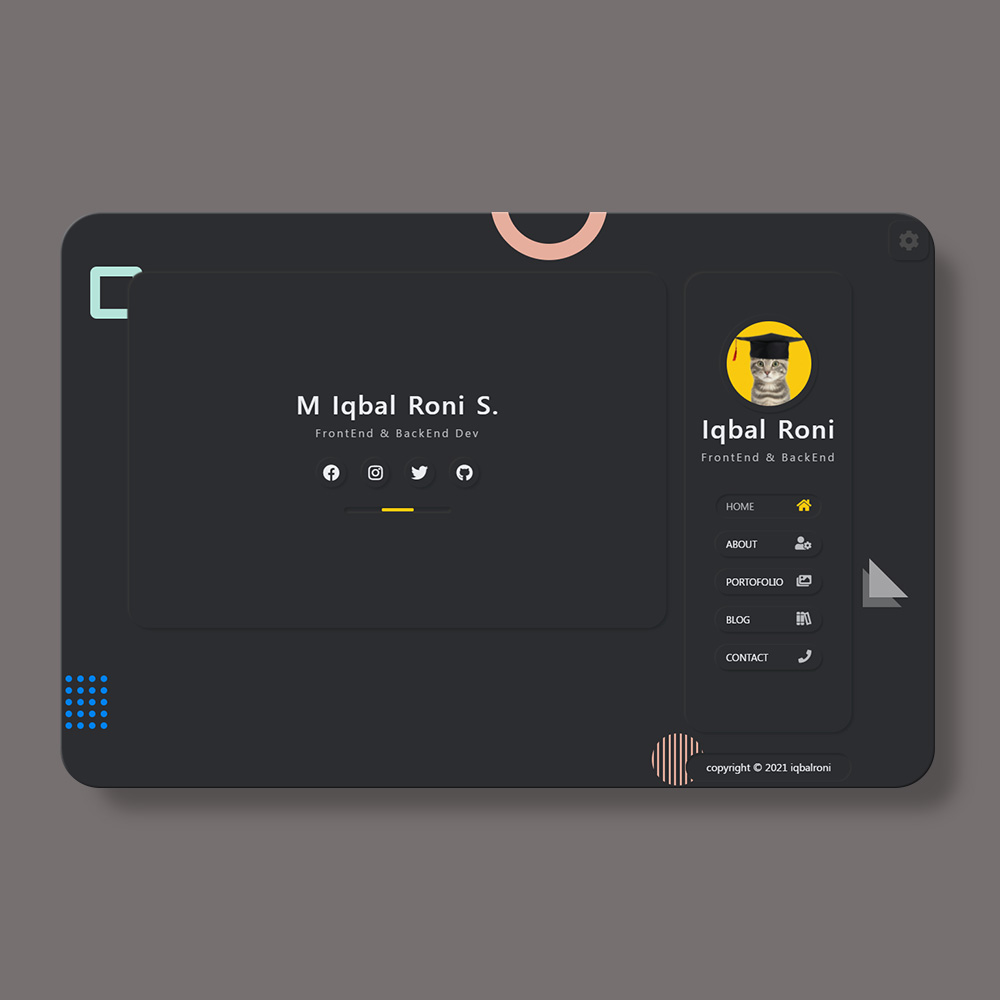 M Iqbal Roni S.
FrontEnd & BackEnd Dev
Iqbal Roni
FrontEnd & BackEnd
HOME
ABOUT
PORTOFOLIO
BLOG
CONTACT
copyright © 2021 iqbalroni